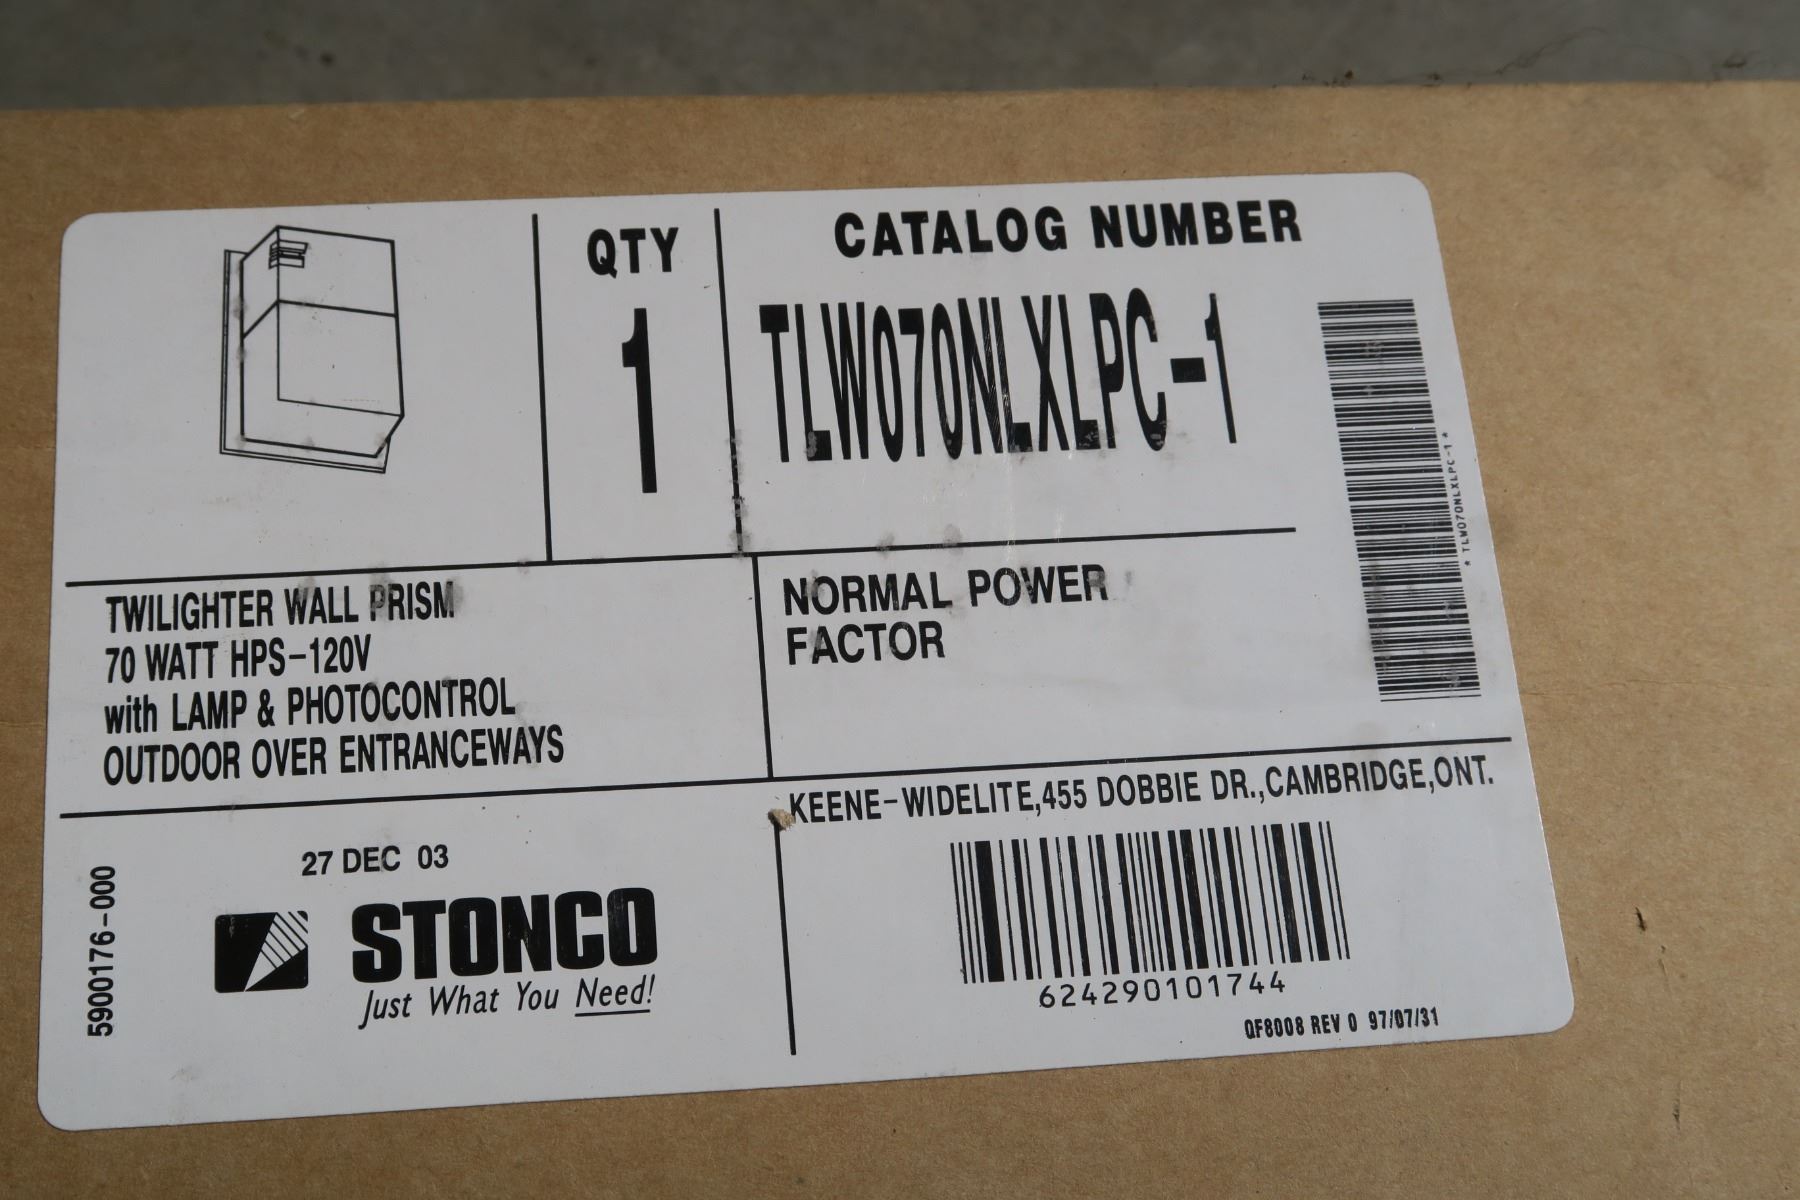 QTY
1
CATALOG NUMBER
TLW070NLXLPC-1
* TLW070NLXLPC-1 *
TWILIGHTER WALL PRISM
70 WATT HPS-120V
with LAMP & PHOTOCONTROL
OUTDOOR OVER ENTRANCEWAYS
NORMAL POWER
FACTOR
KEENE-WIDELITE,455 DOBBIE DR.,CAMBRIDGE,ONT.
5900176-000
27 DEC 03
STONCO
Just What You Need!
624290101744
QF8008 REV 0 97/07/31